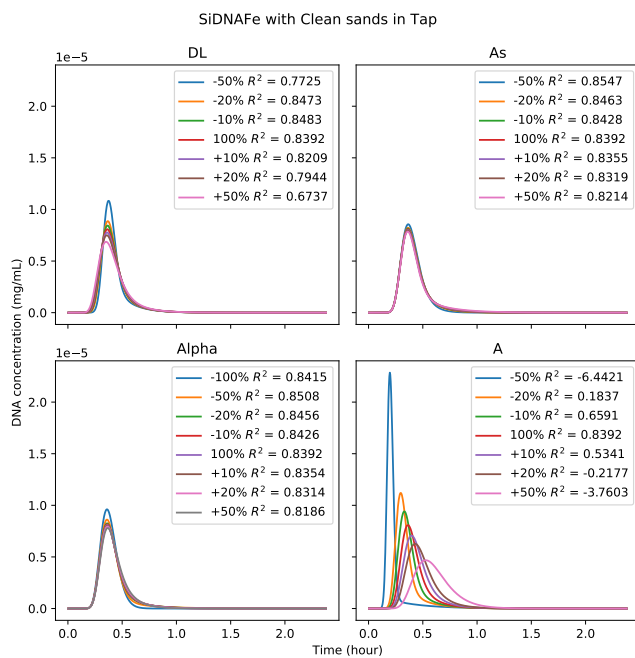 SiDNAFe with Clean sands in Tap
DL
1e−5
-50% R² = 0.7725
-20% R² = 0.8473
-10% R² = 0.8483
100% R² = 0.8392
+10% R² = 0.8209
+20% R² = 0.7944
+50% R² = 0.6737
2.0
1.5
1.0
0.5
0.0
As
-50% R² = 0.8547
-20% R² = 0.8463
-10% R² = 0.8428
100% R² = 0.8392
+10% R² = 0.8355
+20% R² = 0.8319
+50% R² = 0.8214
DNA concentration (mg/mL)
Alpha
1e−5
-100% R² = 0.8415
-50% R² = 0.8508
-20% R² = 0.8456
-10% R² = 0.8426
100% R² = 0.8392
+10% R² = 0.8354
+20% R² = 0.8314
+50% R² = 0.8186
2.0
1.5
1.0
0.5
0.0
0.0 0.5 1.0 1.5 2.0
A
-50% R² = -6.4421
-20% R² = 0.1837
-10% R² = 0.6591
100% R² = 0.8392
+10% R² = 0.5341
+20% R² = -0.2177
+50% R² = -3.7603
0.0 0.5 1.0 1.5 2.0
Time (hour)